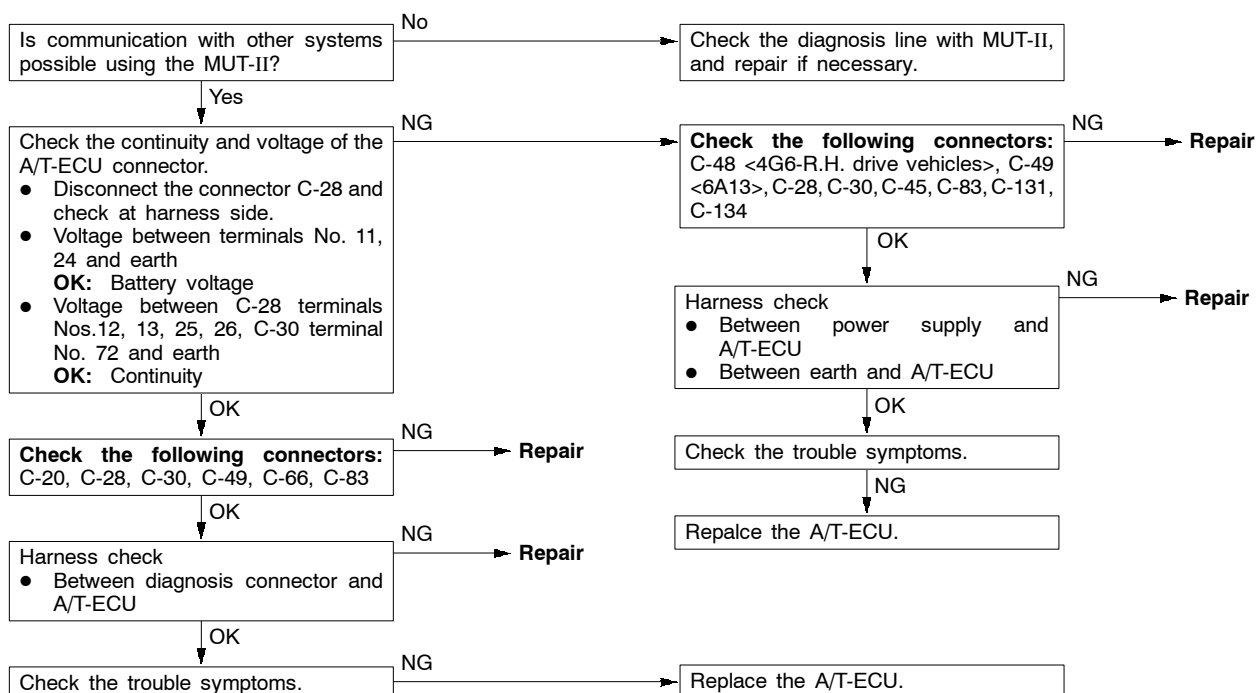 No
Is communication with other systems
possible using the MUT-II?
Check the diagnosis line with MUT-II,
and repair if necessary.
Yes
Check the continuity and voltage of the
A/T-ECU connector.
● Disconnect the connector C-28 and
check at harness side.
● Voltage between terminals No. 11,
24 and earth
OK: Battery voltage
● Voltage between C-28 terminals
Nos.12, 13, 25, 26, C-30 terminal
No. 72 and earth
OK: Continuity
NG
Check the following connectors:
C-48 <4G6-R.H. drive vehicles>, C-49
<6A13>, C-28, C-30, C-45, C-83, C-131,
C-134
NG
Repair
OK
Harness check
● Between power supply and
A/T-ECU
● Between earth and A/T-ECU
NG
Repair
OK
Check the trouble symptoms.
NG
Repalce the A/T-ECU.
OK
Check the following connectors:
C-20, C-28, C-30, C-49, C-66, C-83
NG
Repair
OK
Harness check
● Between diagnosis connector and
A/T-ECU
NG
Repair
OK
Check the trouble symptoms.
NG
Replace the A/T-ECU.